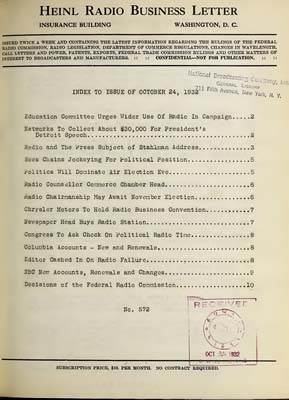 HEINL RADIO BUSINESS LETTER
INSURANCE BUILDING WASHINGTON, D. C.
ISSUED TWICE A WEEK AND CONTAINING THE LATEST INFORMATION REGARDING THE RULINGS OF THE FEDERAL
RADIO COMMISSION, RADIO LEGISLATION, DEPARTMENT OF COMMERCE REGULATIONS, CHANGES IN WAVELENGTH,
CALL LETTERS AND POWER, PATENTS, EXPORTS, FEDERAL TRADE COMMISSION RULINGS AND OTHER MATTERS OF
INTEREST TO BROADCASTERS AND MANUFACTURERS. :: :: CONFIDENTIAL—NOT FOR PUBLICATION. :: ::
National Broadcasting Company, Inc.
GENERAL LIBRARY
711 Fifth Avenue, New York, N. Y.
INDEX TO ISSUE OF OCTOBER 24, 1932
Education Committee Urges Wider Use Of Radio In Campaign.....2
Networks To Collect About $30,000 For President's
Detroit Speech...2
Radio and The Press Subject of Stahlman Address...3
Sees Chains Jockeying For Political Position...5
Politics Will Dominate Air Election Eve...5
Radio Counsellor Commerce Chamber Head...6
Radio Chairmanship May Await November Election...6
Chrysler Motors To Hold Radio Business Convention...7
Newspaper Head Buys Radio Station...7
Congress To Ask Check On Political Radio Time...8
Columbia Accounts - New and Renewals...8
Editor Cashed In On Radio Failure...8
NBC New Accounts, Renewals and Changes...9
Decisions of the Federal Radio Commission...10
No. 572
RECEIVED
OCT 1932
SUBSCRIPTION PRICE, $10. PER MONTH. NO CONTRACT REQUIRED.